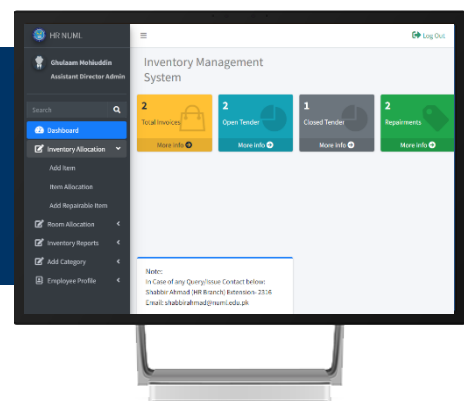 HR NUML
Log Out
Ghulaam Mohiuddin
Assistant Director Admin
Search
Dashboard
Inventory Allocation
Add Item
Item Allocation
Add Repairable Item
Room Allocation
Inventory Reports
Add Category
Employee Profile
Inventory Management
System
2
Total Invoices
More info
2
Open Tender
More info
1
Closed Tender
More info
2
Repairments
More info
Note:
In Case of any Query/Issue Contact below:
Shabbir Ahmad (HR Branch) Extension- 2316
Email: shabbirahmad@numl.edu.pk